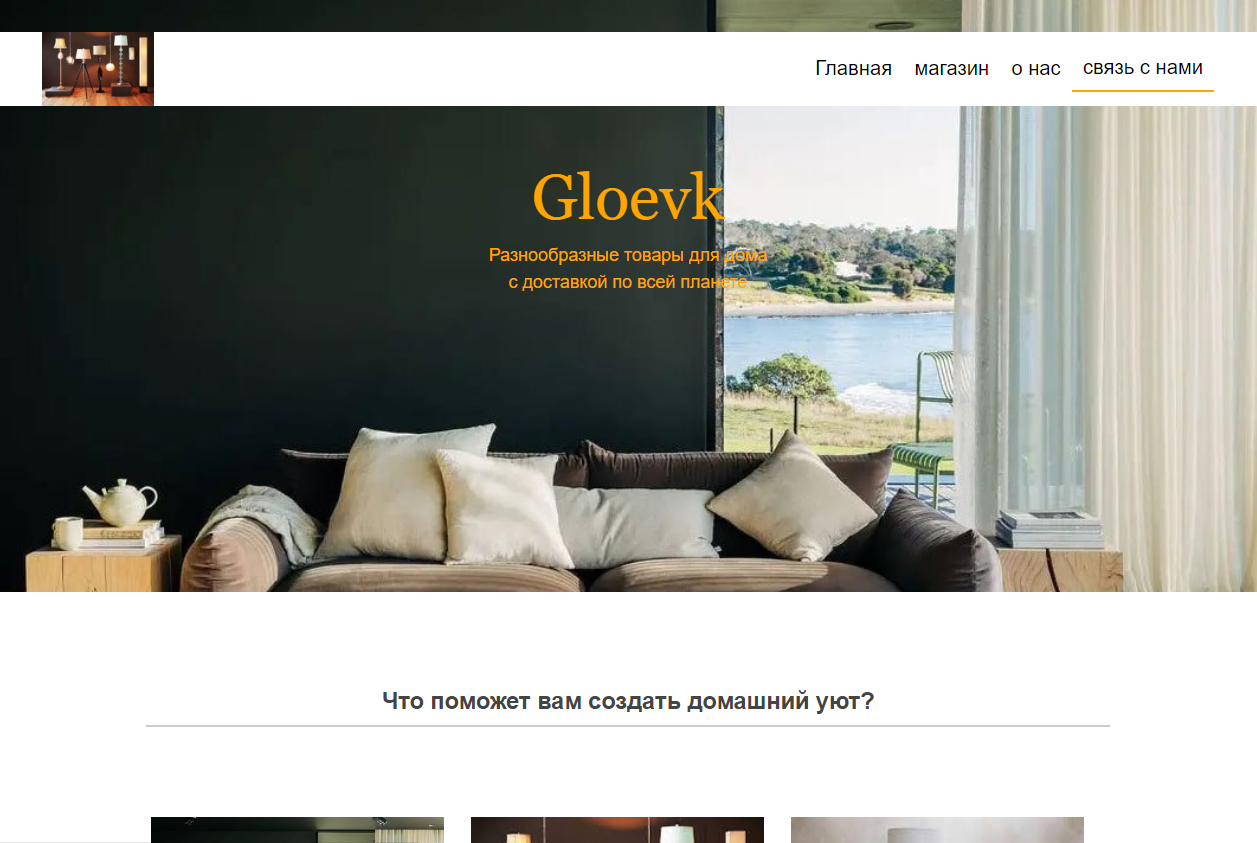 Главная магазин о нас связь с нами
Gloevk
Разнообразные товары для дома
с доставкой по всей планете
Что поможет вам создать домашний уют?